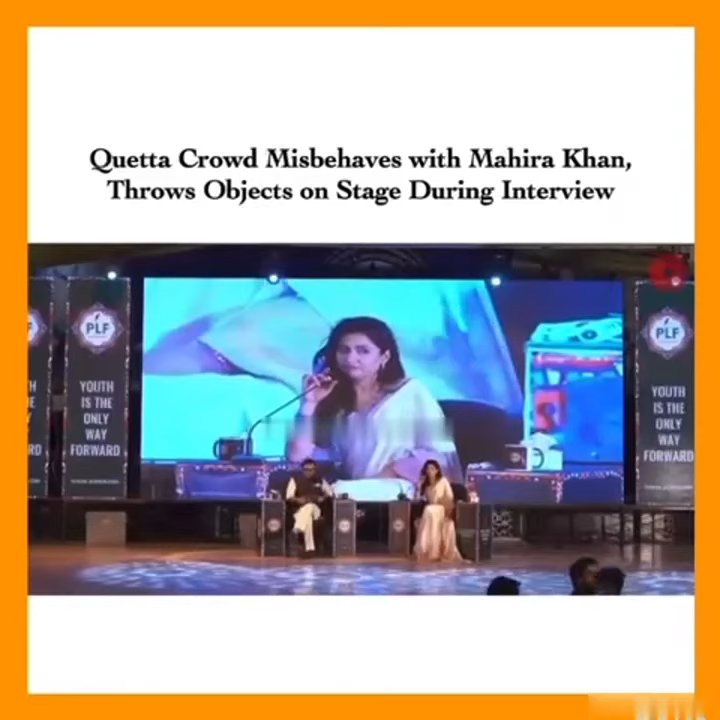 Quetta Crowd Misbehaves with Mahira Khan,
Throws Objects on Stage During Interview
PLF
YOUTH
IS THE
ONLY
WAY
FORWARD
PLF
YOUTH
IS THE
ONLY
WAY
FORWARD